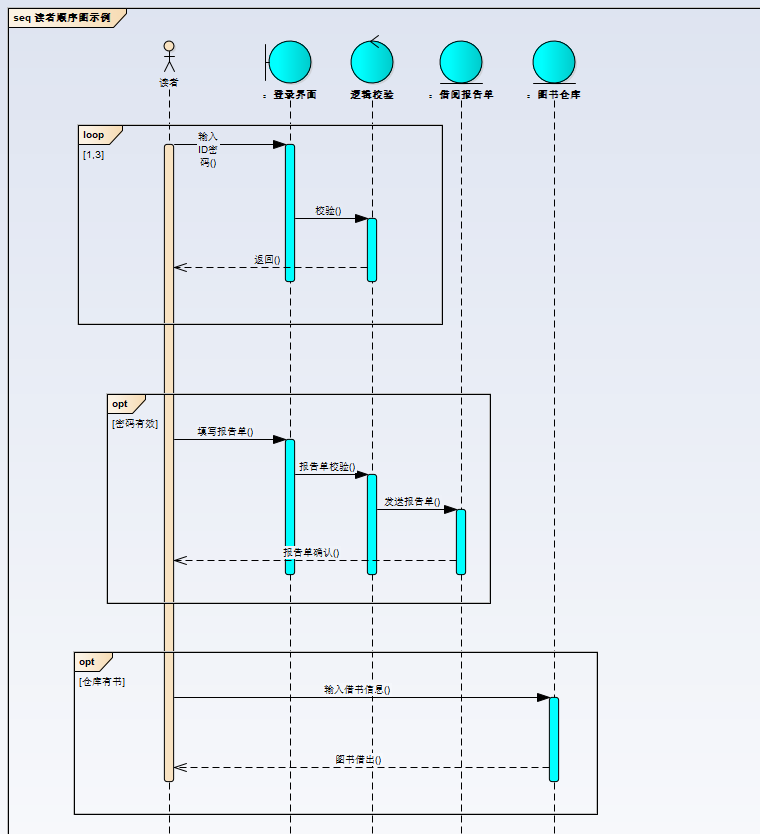 seq 读者顺序图示例
读者
: 登录界面
逻辑校验
: 借阅报告单
: 图书仓库
loop
[1,3]
输入
ID密
码()
校验()
返回()
opt
[密码有效]
填写报告单()
报告单校验()
发送报告单()
报告单确认()
opt
[仓库有书]
输入借书信息()
图书借出()